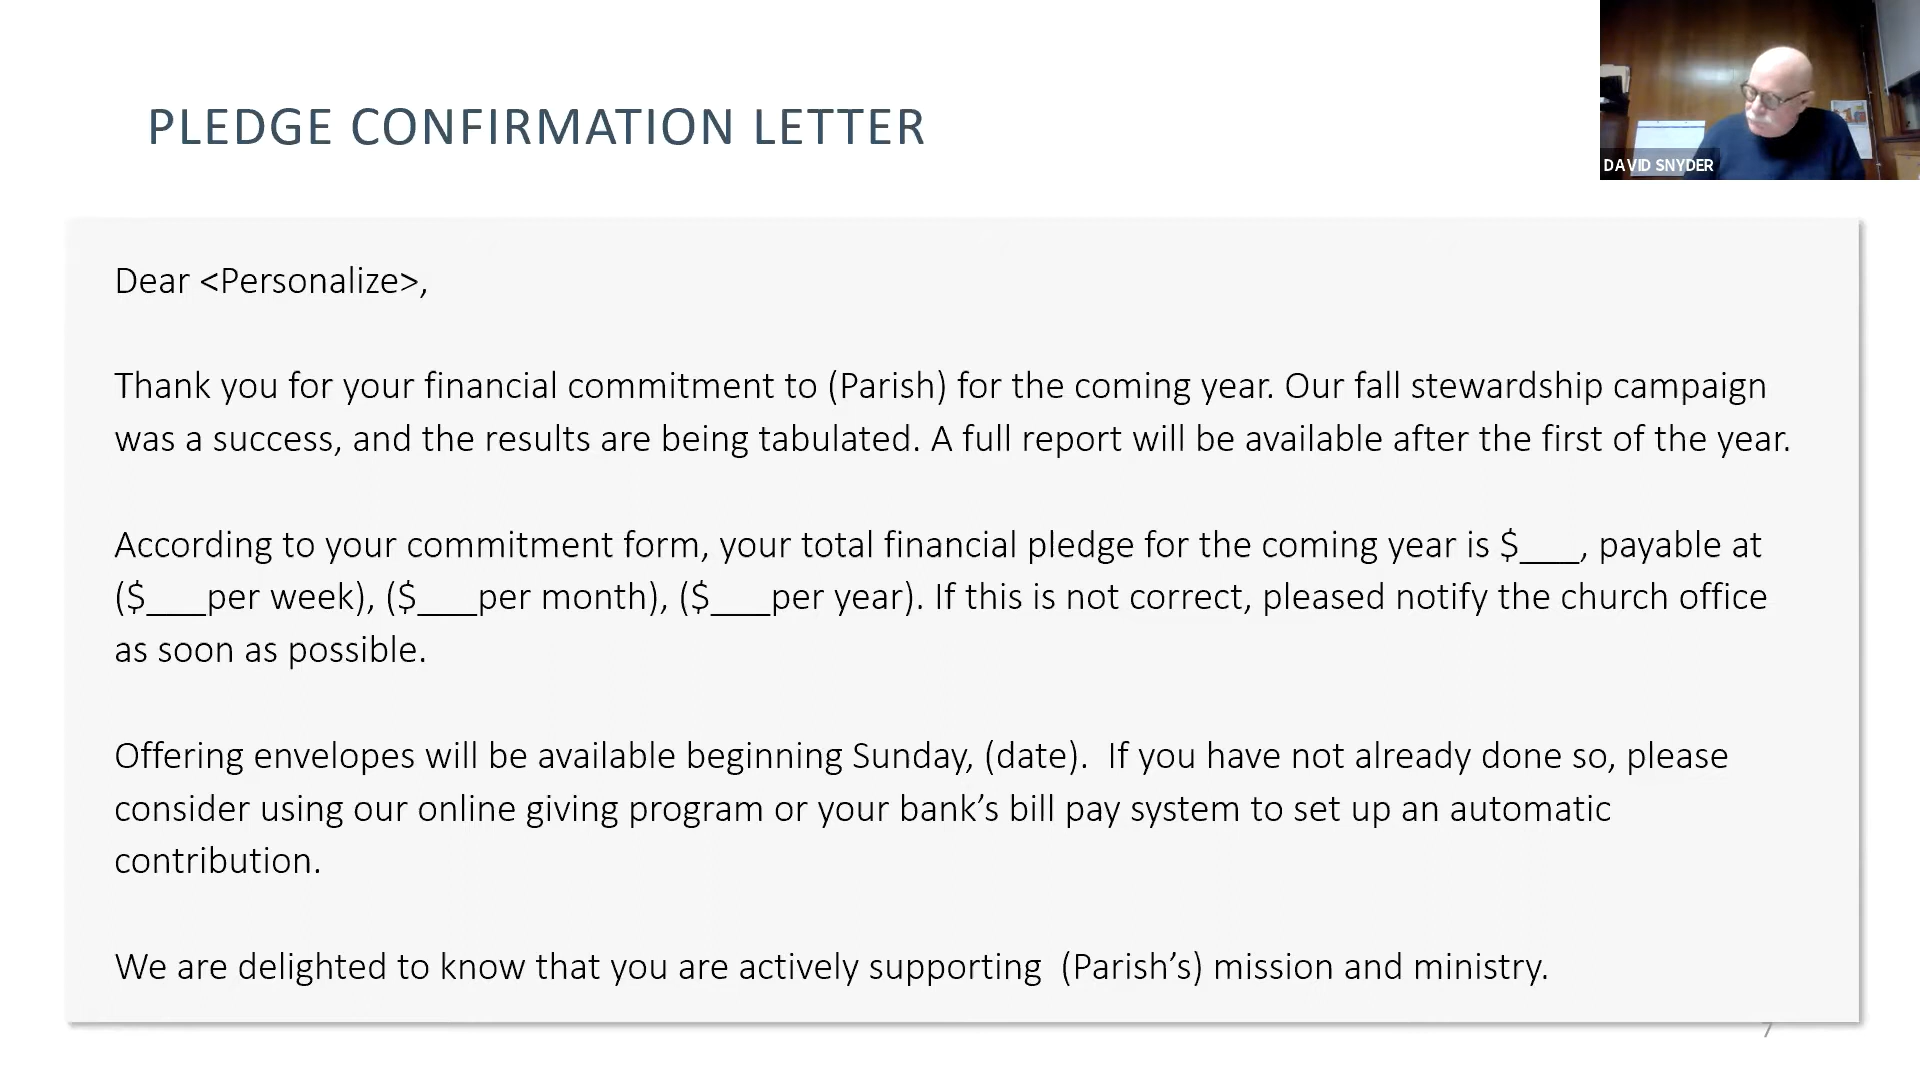 PLEDGE CONFIRMATION LETTER
DAVID SNYDER
Dear <Personalize>,
Thank you for your financial commitment to (Parish) for the coming year. Our fall stewardship campaign
was a success, and the results are being tabulated. A full report will be available after the first of the year.
According to your commitment form, your total financial pledge for the coming year is $___, payable at
($___per week), ($___per month), ($___per year). If this is not correct, pleased notify the church office
as soon as possible.
Offering envelopes will be available beginning Sunday, (date).  If you have not already done so, please
consider using our online giving program or your bank’s bill pay system to set up an automatic
contribution.
We are delighted to know that you are actively supporting  (Parish’s) mission and ministry.
7